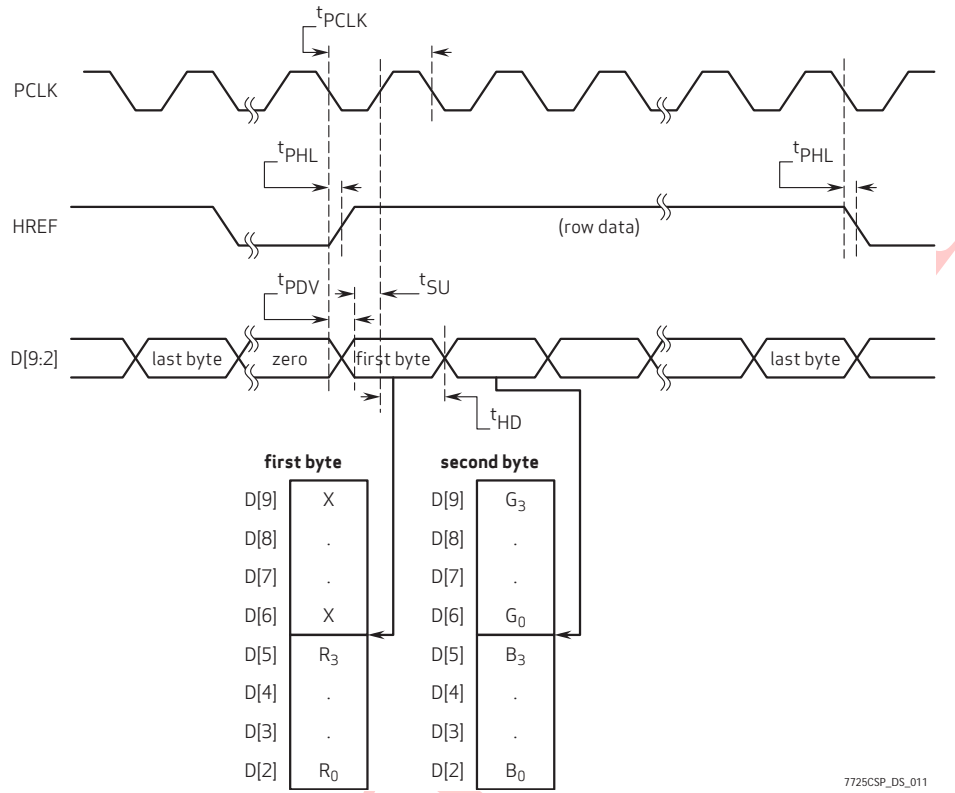 tPCLK
PCLK
tPHL
tPHL
HREF
(row data)
tPDV
tSU
D[9:2]
last byte
zero
first byte
last byte
tHD
first byte
second byte
D[9] X D[9] G3
D[8] . D[8] .
D[7] . D[7] .
D[6] X D[6] G0
D[5] R3 D[5] B3
D[4] . D[4] .
D[3] . D[3] .
D[2] R0 D[2] B0
7725CSP_DS_011